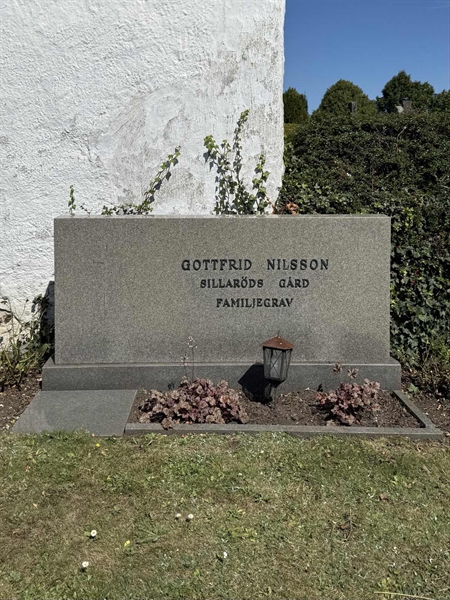 GOTTFRID NILSSON
SILLARÖDS GÅRD
FAMILJEGRAV